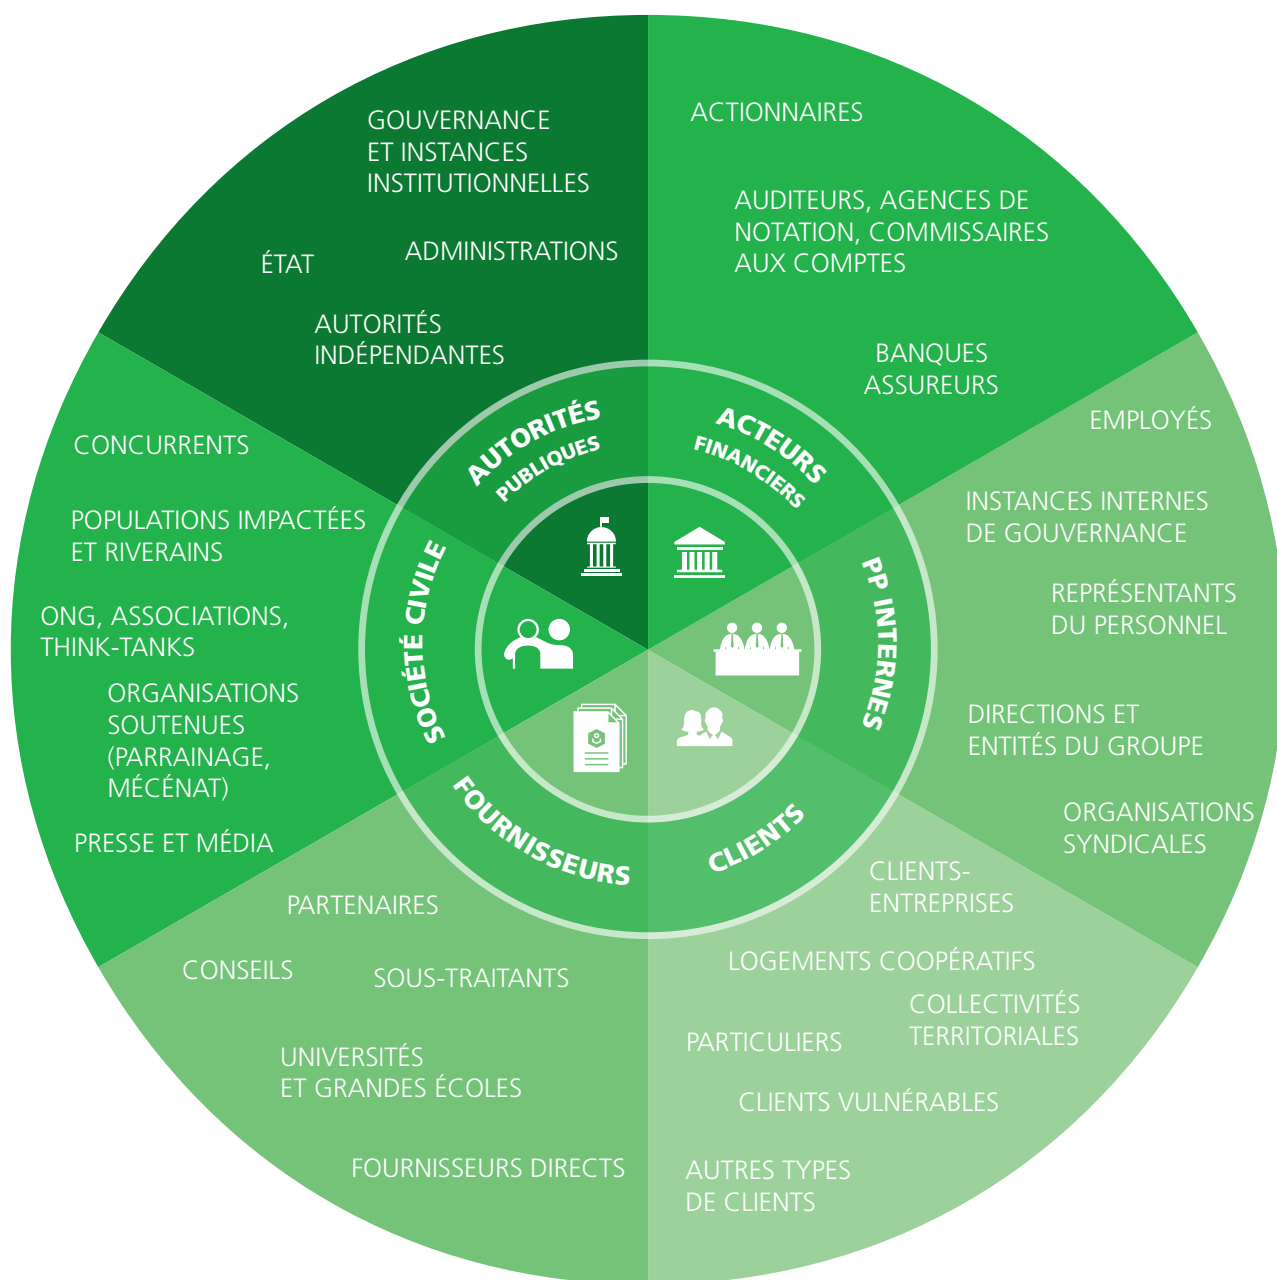 GOUVERNANCE
ET INSTANCES
INSTITUTIONNELLES
ÉTAT
ADMINISTRATIONS
AUTORITÉS
INDÉPENDANTES
AUTORITÉS
PUBLIQUES
ACTIONNAIRES
AUDITEURS, AGENCES DE
NOTATION, COMMISSAIRES
AUX COMPTES
BANQUES
ASSUREURS
ACTEURS
FINANCIERS
EMPLOYÉS
INSTANCES INTERNES
DE GOUVERNANCE
REPRÉSENTANTS
DU PERSONNEL
DIRECTIONS ET
ENTITÉS DU GROUPE
ORGANISATIONS
SYNDICALES
PP INTERNES
CLIENTS
CLIENTS-
ENTREPRISES
LOGEMENTS COOPÉRATIFS
COLLECTIVITÉS
TERRITORIALES
PARTICULIERS
CLIENTS VULNÉRABLES
AUTRES TYPES
DE CLIENTS
FOURNISSEURS
PARTENAIRES
CONSEILS
SOUS-TRAITANTS
UNIVERSITÉS
ET GRANDES ÉCOLES
FOURNISSEURS DIRECTS
SOCIÉTÉ CIVILE
CONCURRENTS
POPULATIONS IMPACTÉES
ET RIVERAINS
ONG, ASSOCIATIONS,
THINK-TANKS
ORGANISATIONS
SOUTENUES
(PARRAINAGE,
MÉCÉNAT)
PRESSE ET MÉDIA